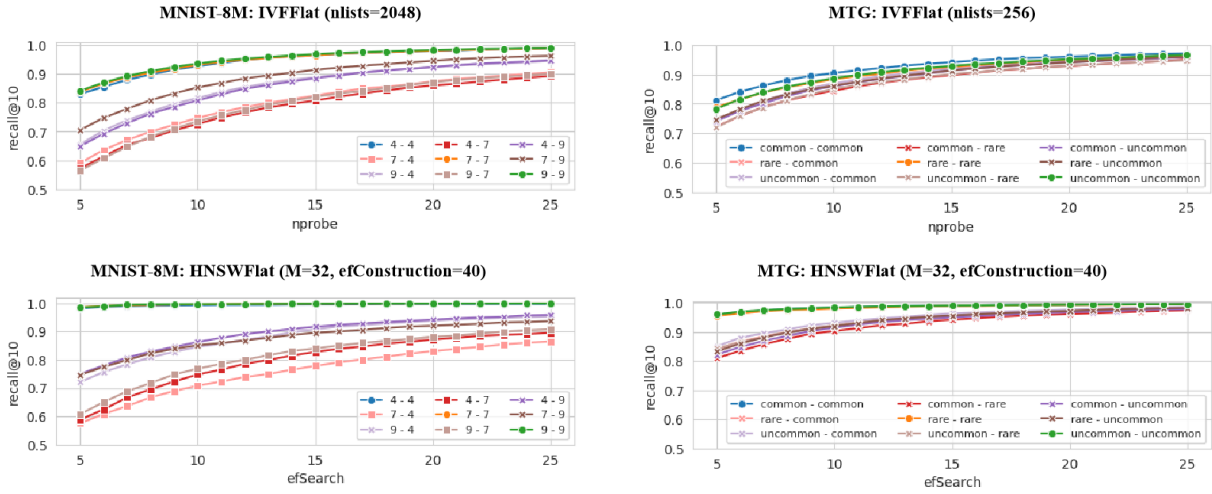 MNIST-8M: IVFFlat (nlists=2048)
1.0
0.9
0.8
0.7
0.6
0.5
recall@10
4 - 4
4 - 7
4 - 9
7 - 4
7 - 7
7 - 9
9 - 4
9 - 7
9 - 9
5
10
15
20
25
nprobe
MTG: IVFFlat (nlists=256)
1.0
0.9
0.8
0.7
0.6
0.5
recall@10
common - common
common - rare
common - uncommon
rare - common
rare - rare
rare - uncommon
uncommon - common
uncommon - rare
uncommon - uncommon
5
10
15
20
25
nprobe
MNIST-8M: HNSWFlat (M=32, efConstruction=40)
1.0
0.9
0.8
0.7
0.6
0.5
recall@10
4 - 4
4 - 7
4 - 9
7 - 4
7 - 7
7 - 9
9 - 4
9 - 7
9 - 9
5
10
15
20
25
efSearch
MTG: HNSWFlat (M=32, efConstruction=40)
1.0
0.9
0.8
0.7
0.6
0.5
recall@10
common - common
common - rare
common - uncommon
rare - common
rare - rare
rare - uncommon
uncommon - common
uncommon - rare
uncommon - uncommon
5
10
15
20
25
efSearch